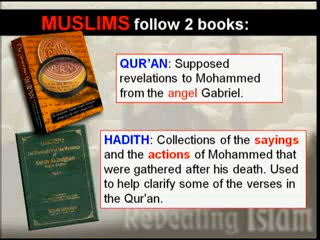 MUSLIMS follow 2 books:
QUR'AN: Supposed
revelations to Mohammed
from the angel Gabriel.
HADITH: Collections of the sayings
and the actions of Mohammed that
were gathered after his death. Used
to help clarify some of the verses in
the Qur'an.
Revealing Islam